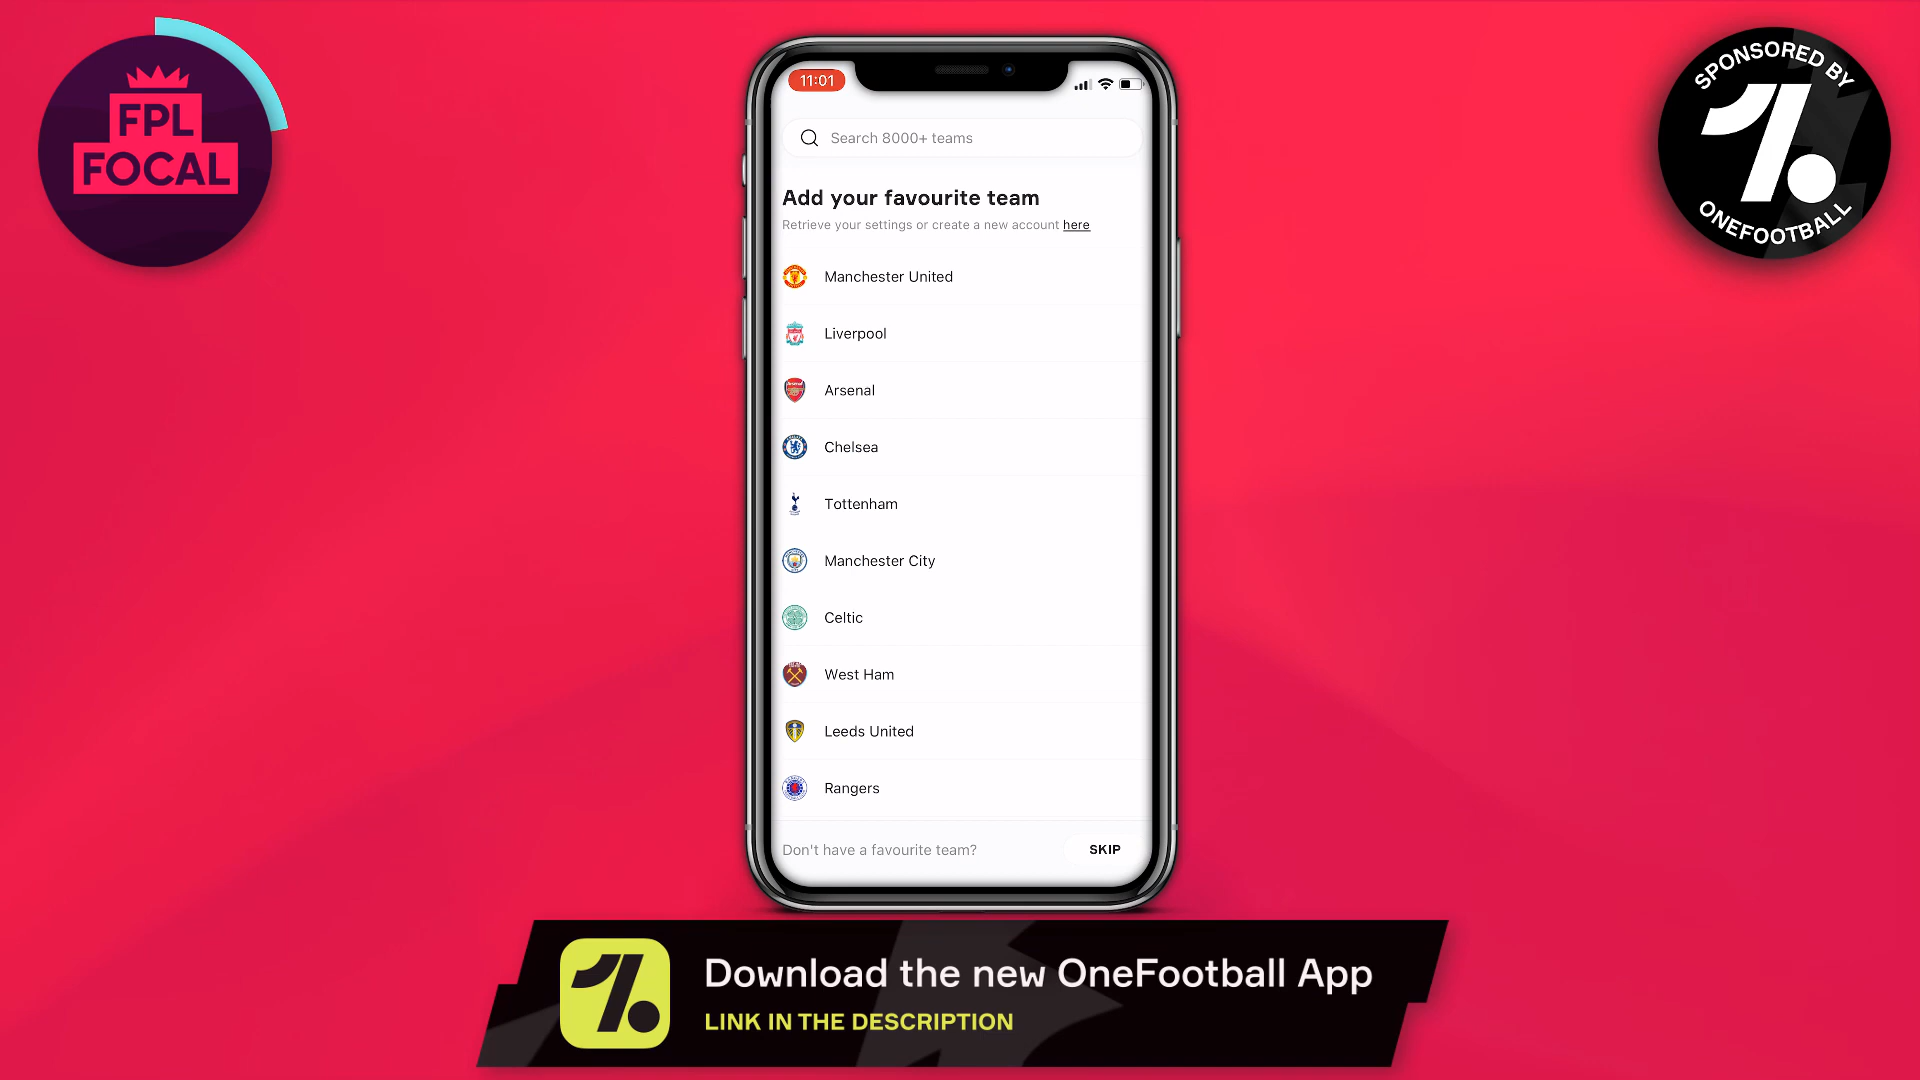 FPL
FOCAL
SPONSORED BY
ONEFOOTBALL
11:01
Search 8000+ teams
Add your favourite team
Retrieve your settings or create a new account here
Manchester United
Liverpool
Arsenal
Chelsea
Tottenham
Manchester City
Celtic
West Ham
Leeds United
Rangers
Don't have a favourite team?
SKIP
Download the new OneFootball App
LINK IN THE DESCRIPTION